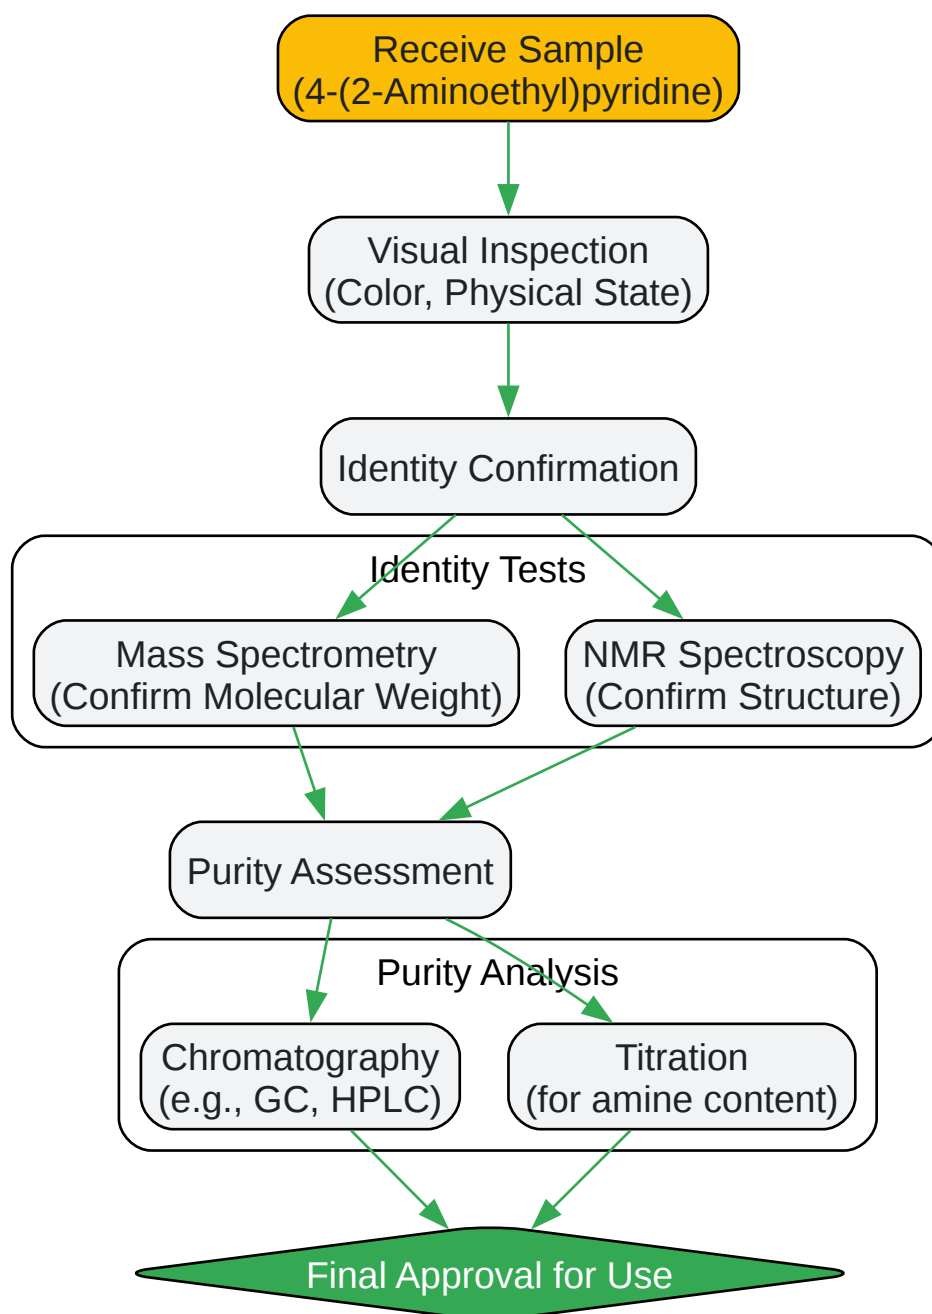 Receive Sample
(4-(2-Aminoethyl)pyridine)
Visual Inspection
(Color, Physical State)
Identity Confirmation
Identity Tests
Mass Spectrometry
(Confirm Molecular Weight)
NMR Spectroscopy
(Confirm Structure)
Purity Assessment
Purity Analysis
Chromatography
(e.g., GC, HPLC)
Titration
(for amine content)
Final Approval for Use